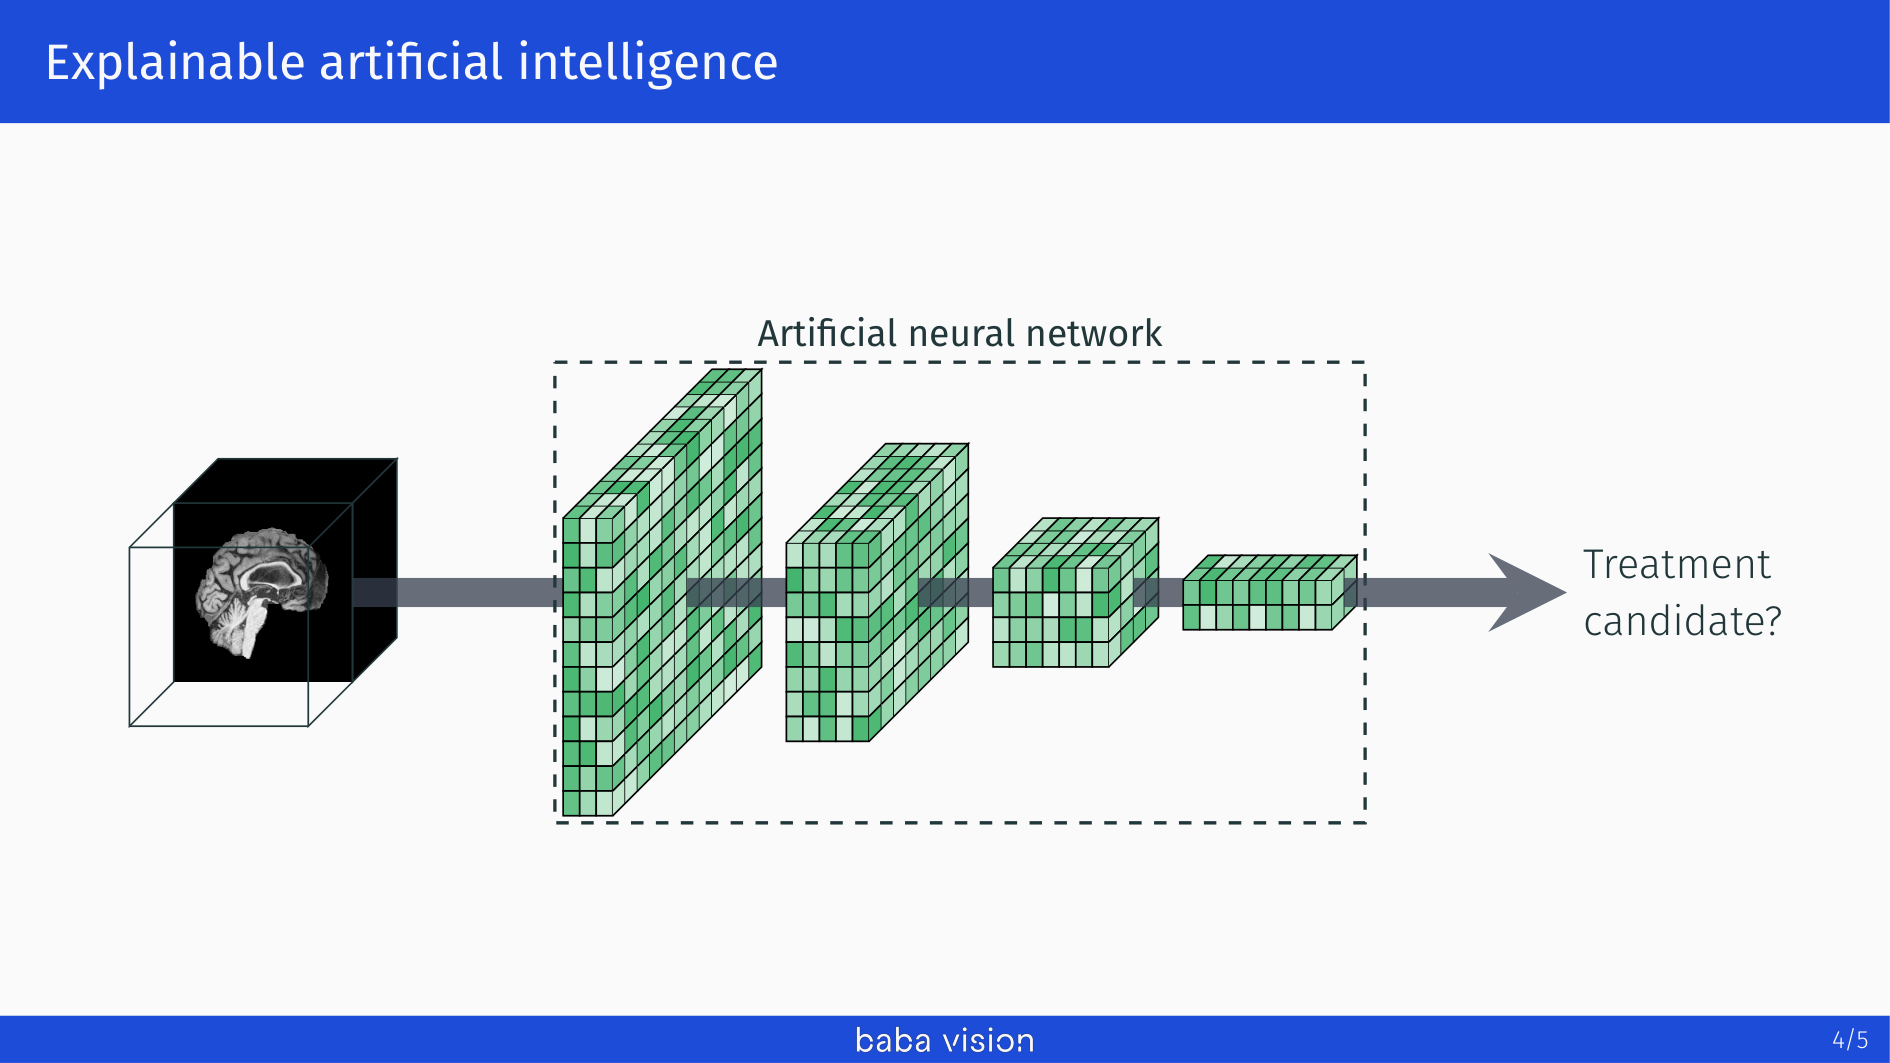 Explainable artificial intelligence
Artificial neural network
Treatment
candidate?
baba vision
4/5